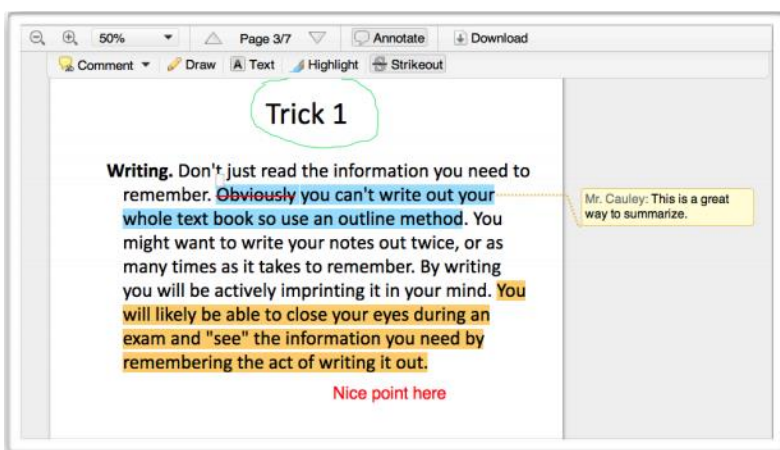 50% Page 3/7 Annotate Download
Comment Draw A Text Highlight Strikeout
Trick 1
Writing. Don't just read the information you need to
remember. Obviously you can't write out your
whole text book so use an outline method. You
might want to write your notes out twice, or as
many times as it takes to remember. By writing
you will be actively imprinting it in your mind. You
will likely be able to close your eyes during an
exam and "see" the information you need by
remembering the act of writing it out.
Nice point here
Mr. Cauley: This is a great
way to summarize.